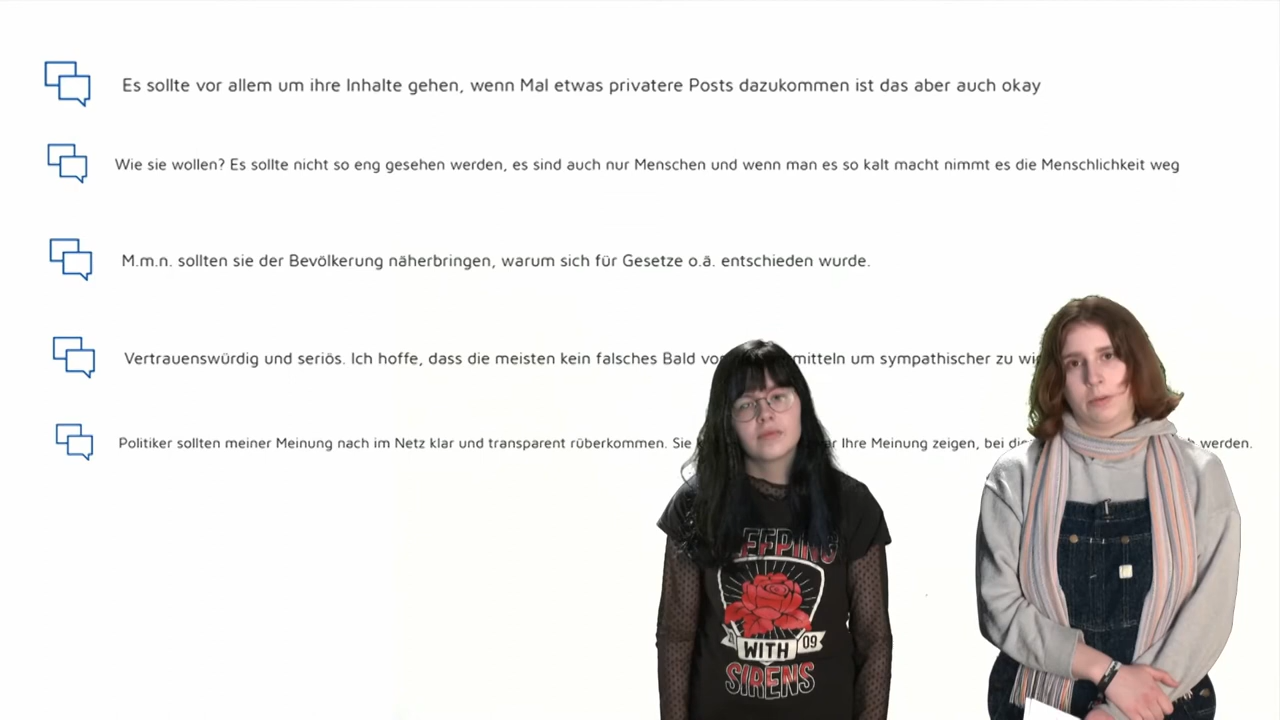 Es sollte vor allem um ihre Inhalte gehen, wenn Mal etwas privatere Posts dazukommen ist das aber auch okay
Wie sie wollen? Es sollte nicht so eng gesehen werden, es sind auch nur Menschen und wenn man es so kalt macht nimmt es die Menschlichkeit weg
M.m.n. sollten sie der Bevölkerung näherbringen, warum sich für Gesetze o.ä. entschieden wurde.
Vertrauenswürdig und seriös. Ich hoffe, dass die meisten kein falsches Bald um sympathischer zu
Politiker sollten meiner Meinung nach im Netz klar und transparent rüberkommen. Sie Ihre Meinung zeigen, bei werden.
WITH
09
SIRENS